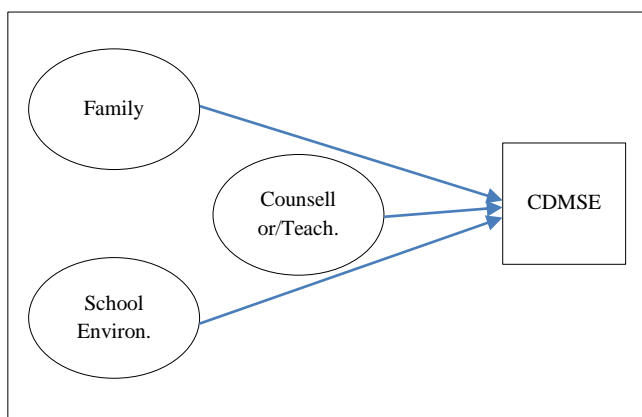 Family
Counsell
or/Teach.
CDMSE
School
Environ.